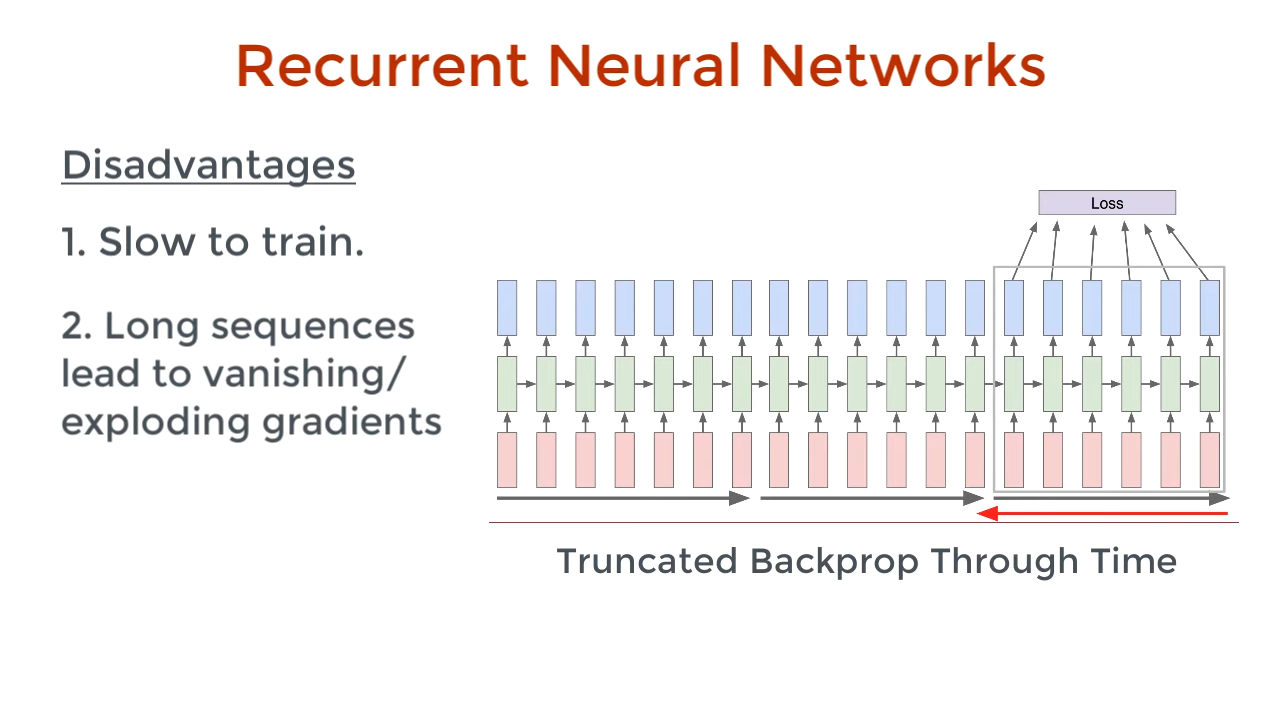 Recurrent Neural Networks
Disadvantages
1. Slow to train.
2. Long sequences
lead to vanishing/
exploding gradients
Loss
Truncated Backprop Through Time